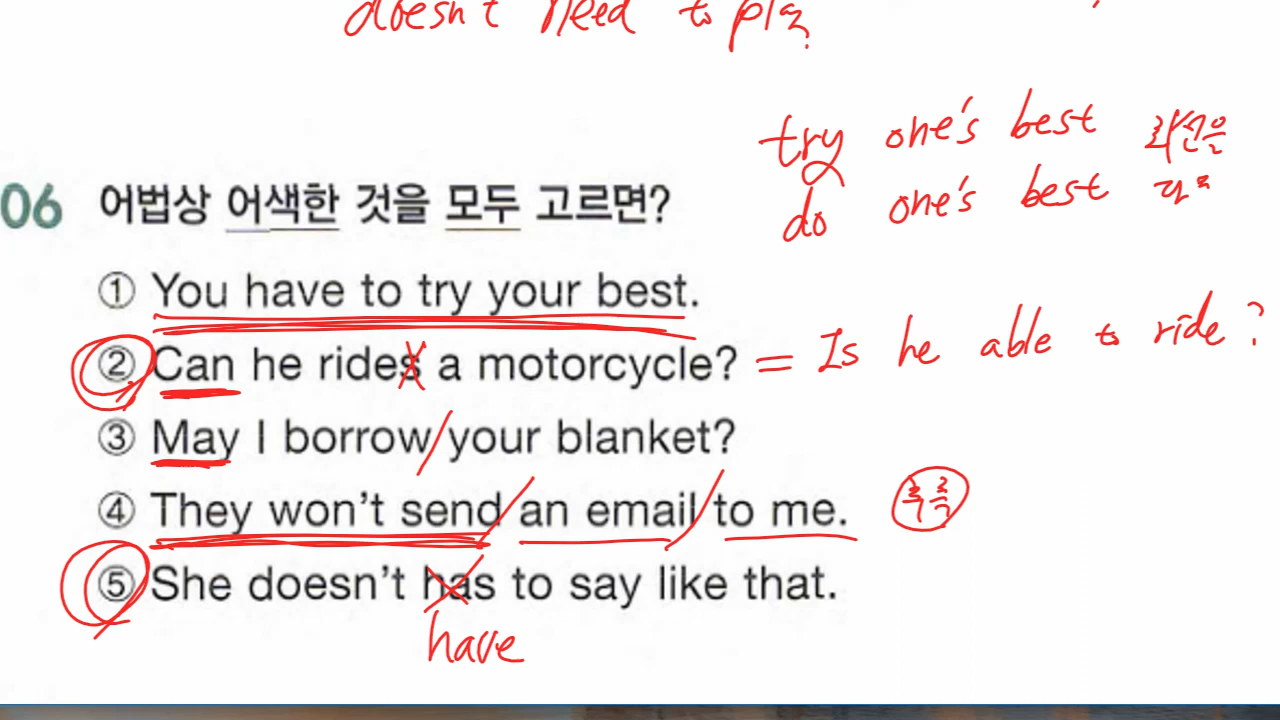 doesn't need to
try one's best 최선을
do one's best
06 어법상 어색한 것을 모두 고르면?
① You have to try your best.
② Can he rides a motorcycle? = Is he able to ride?
③ May I borrow your blanket?
④ They won't send an email to me.
⑤ She doesn't has to say like that.
have